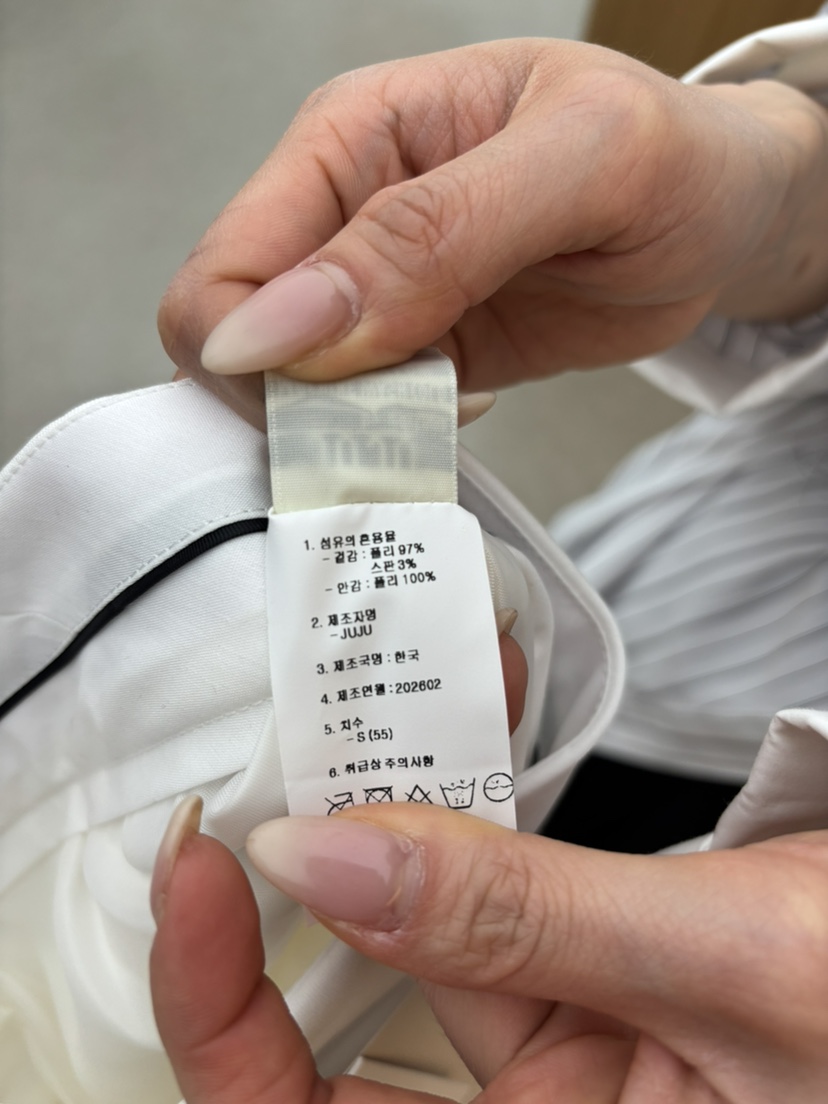 1. 섬유의 혼용율
- 겉감 : 폴리 97%
스판 3%
- 안감 : 폴리 100%
2. 제조자명
- JUJU
3. 제조국명 : 한국
4. 제조연월 : 202602
5. 치수
- S (55)
6. 취급상 주의사항